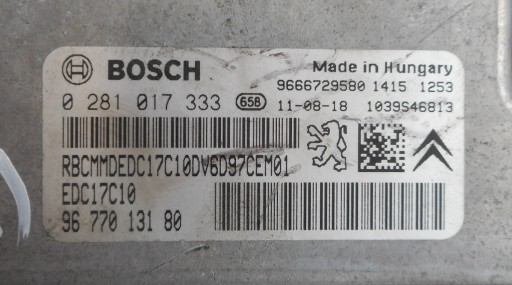 BOSCH
Made in Hungary
9666729580 1415 1253
0 281 017 333 658 11-08-18 1039S46813
RBCMMDEDC17C10DV6D97CEM01
EDC17C10
96 770 131 80